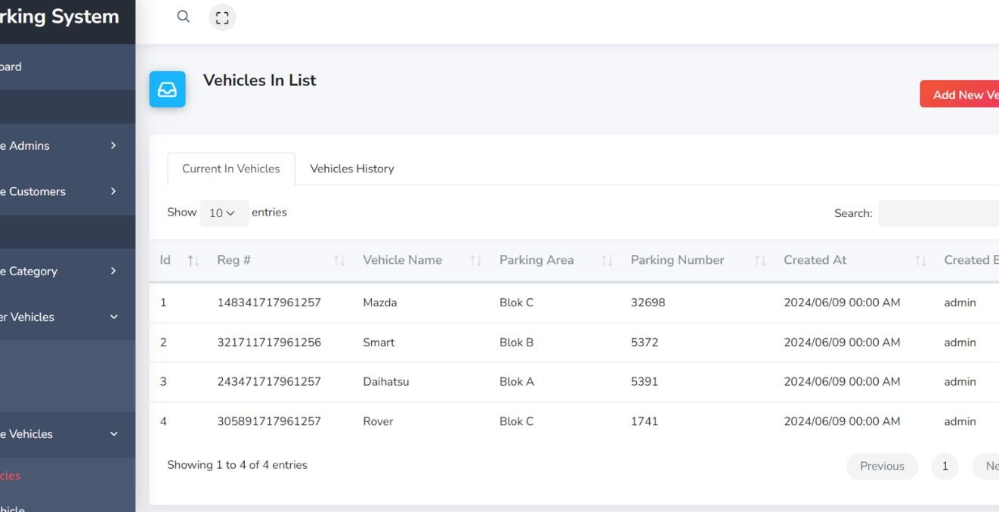 rking System
oard
e Admins
e Customers
e Category
er Vehicles
e Vehicles
cles
hicle
Vehicles In List
Add New Ve
Current In Vehicles Vehicles History
Show 10 entries Search:
Id Reg # Vehicle Name Parking Area Parking Number Created At Created B
1 148341717961257 Mazda Blok C 32698 2024/06/09 00:00 AM admin
2 321711717961256 Smart Blok B 5372 2024/06/09 00:00 AM admin
3 243471717961257 Daihatsu Blok A 5391 2024/06/09 00:00 AM admin
4 305891717961257 Rover Blok C 1741 2024/06/09 00:00 AM admin
Showing 1 to 4 of 4 entries Previous 1 Ne